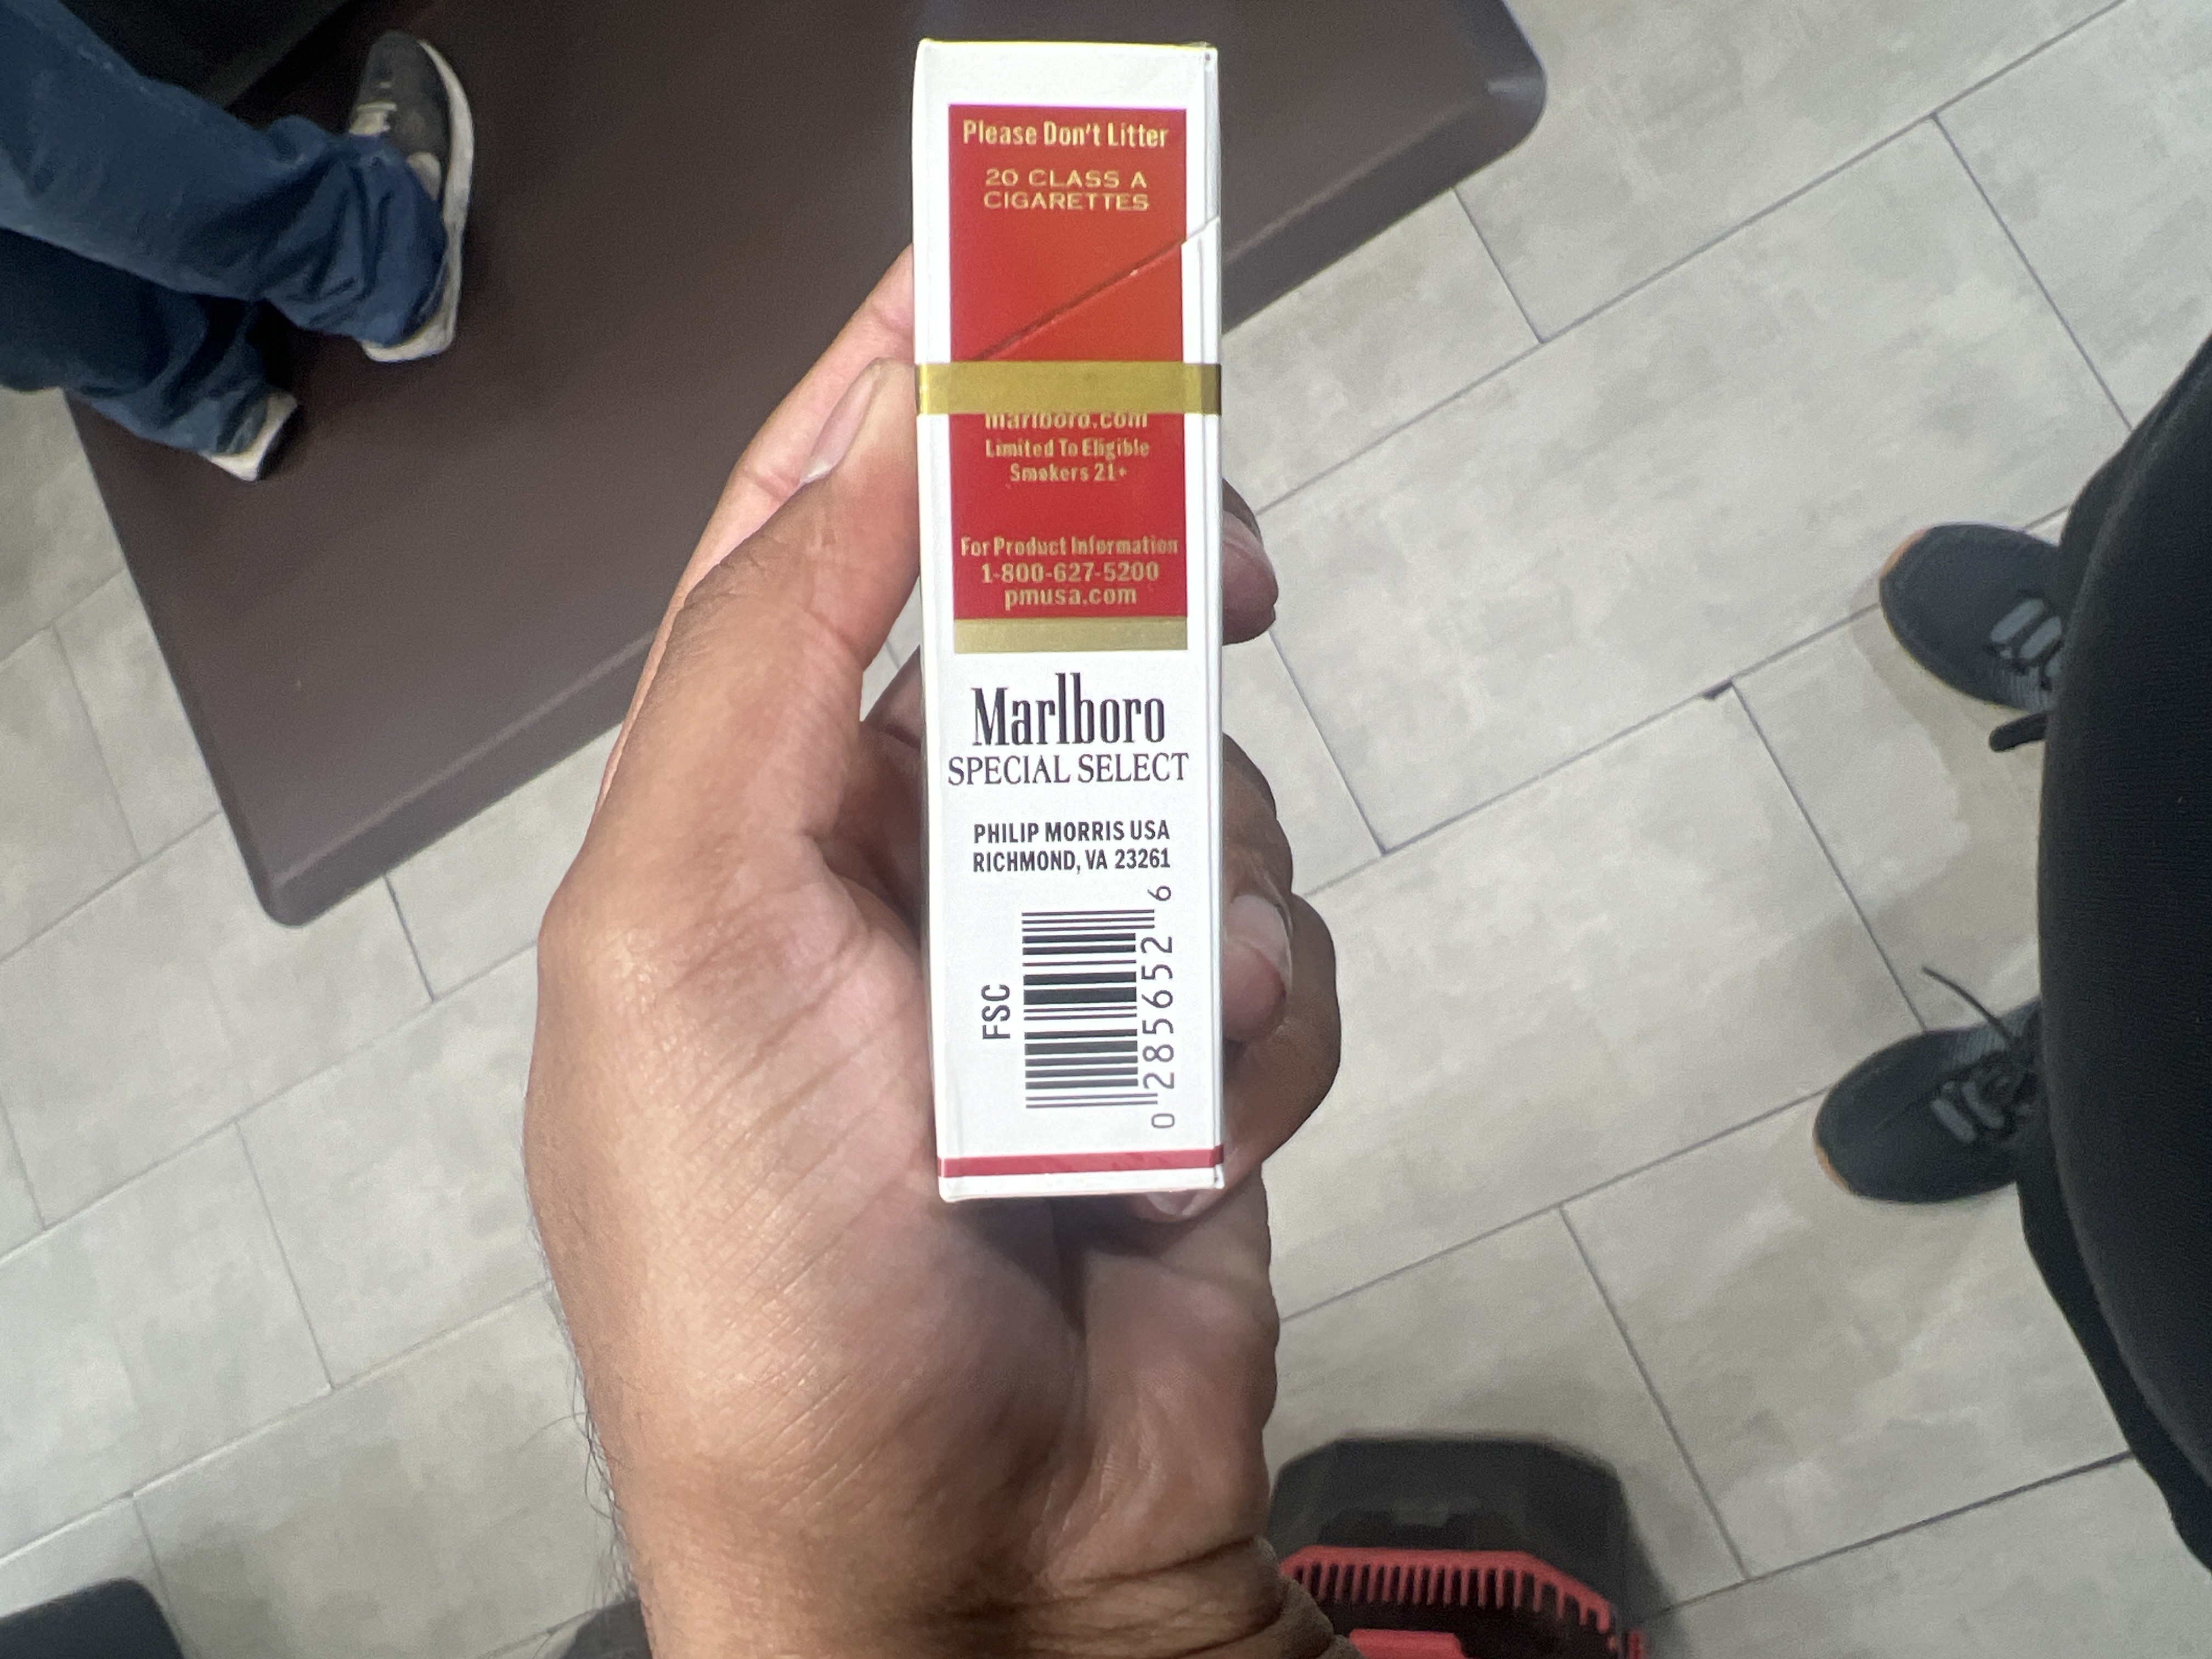 Please Don't Litter
20 CLASS A
CIGARETTES
marlboro.com
Limited To Eligible
Smokers 21+
For Product Information
1-800-627-5200
pmusa.com
Marlboro
SPECIAL SELECT
PHILIP MORRIS USA
RICHMOND, VA 23261
FSC
0 285652 6